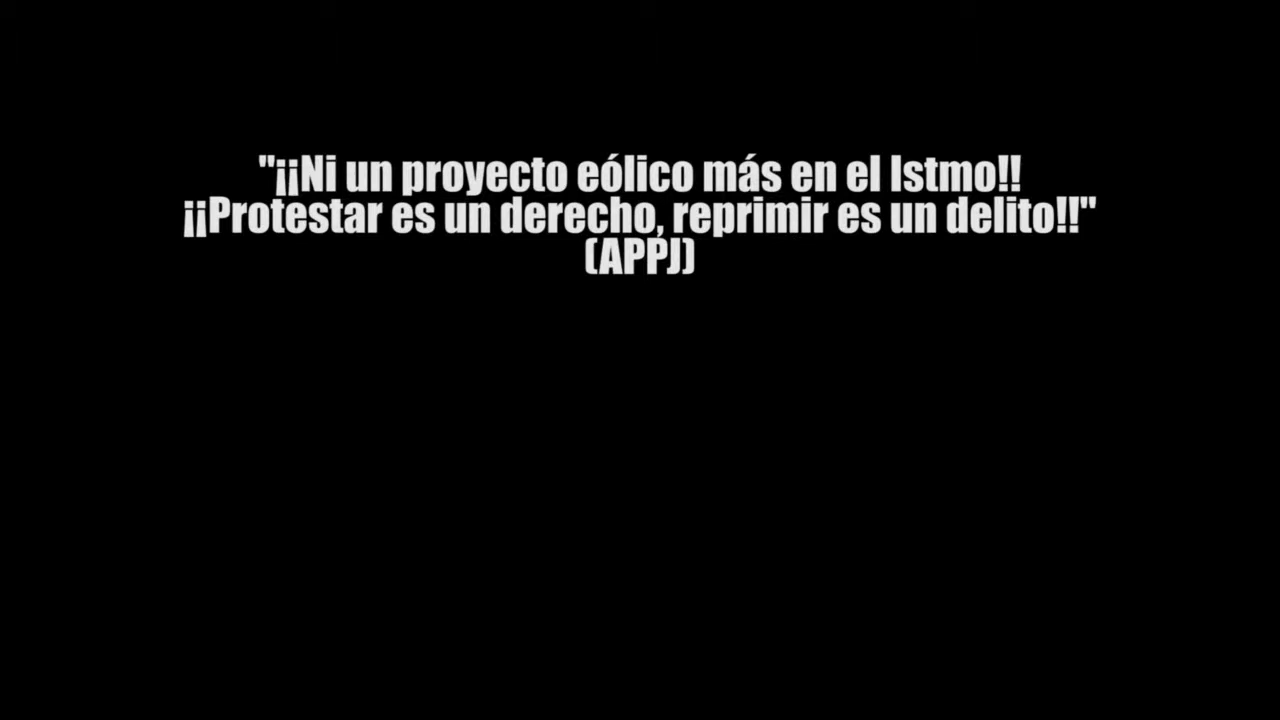 "¡¡Ni un proyecto eólico más en el Istmo!!
¡¡Protestar es un derecho, reprimir es un delito!!"
(APPJ)